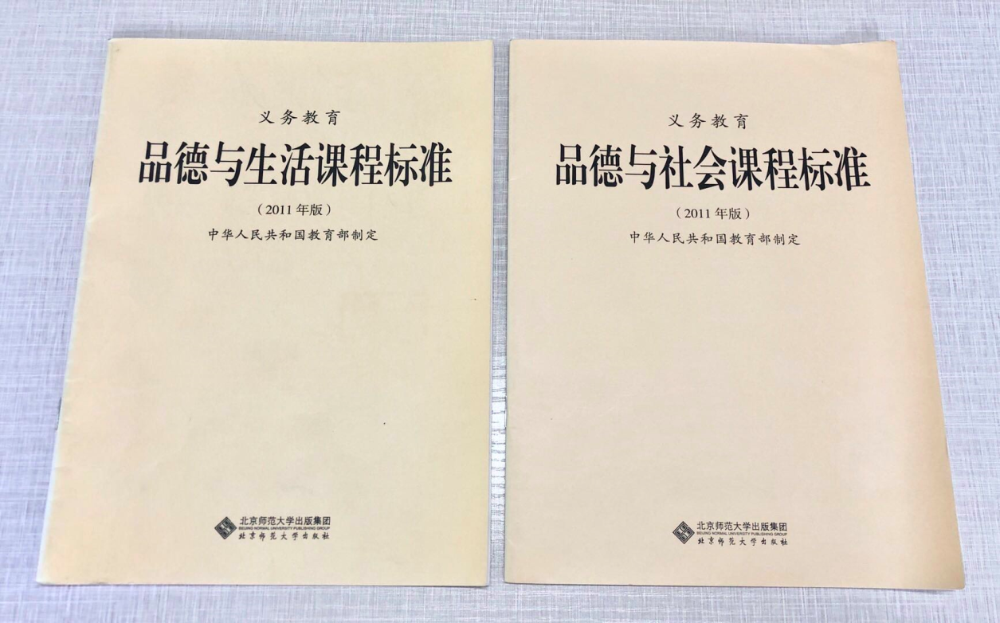 义务教育
品德与生活课程标准
（2011年版）
中华人民共和国教育部制定
北京师范大学出版集团
BEIJING NORMAL UNIVERSITY PUBLISHING GROUP
北京师范大学出版社
义务教育
品德与社会课程标准
（2011年版）
中华人民共和国教育部制定
北京师范大学出版集团
BEIJING NORMAL UNIVERSITY PUBLISHING GROUP
北京师范大学出版社